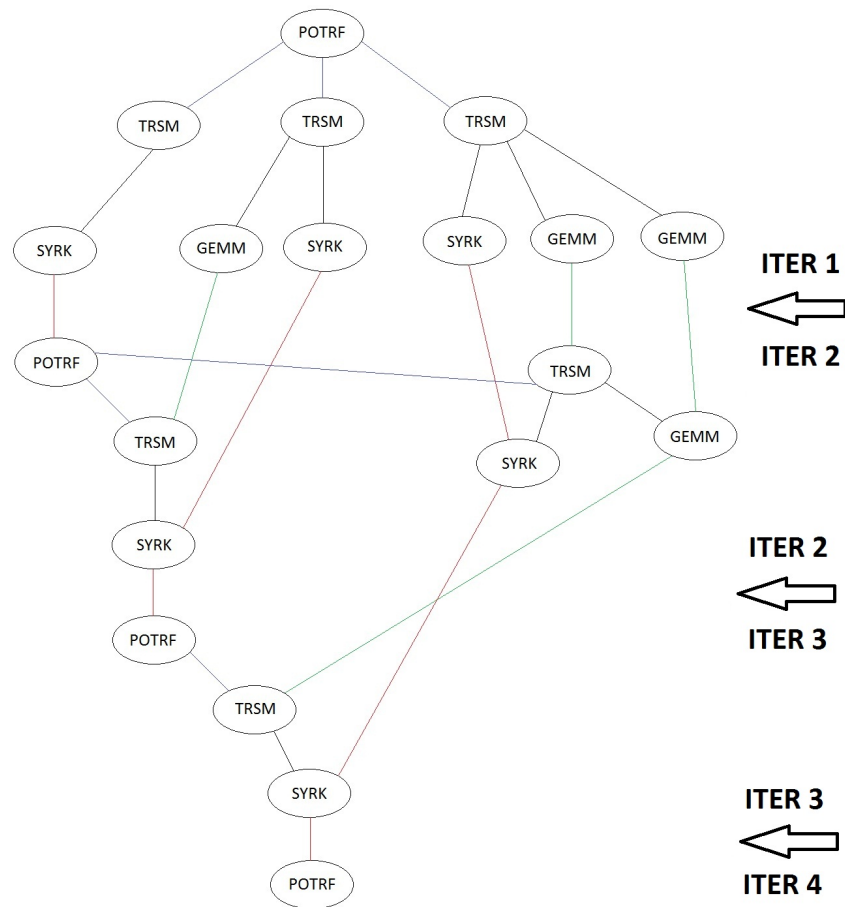 POTRF
TRSM
TRSM
TRSM
SYRK
GEMM
SYRK
SYRK
GEMM
GEMM
ITER 1
ITER 2
POTRF
TRSM
TRSM
GEMM
SYRK
SYRK
ITER 2
ITER 3
POTRF
TRSM
SYRK
ITER 3
ITER 4
POTRF